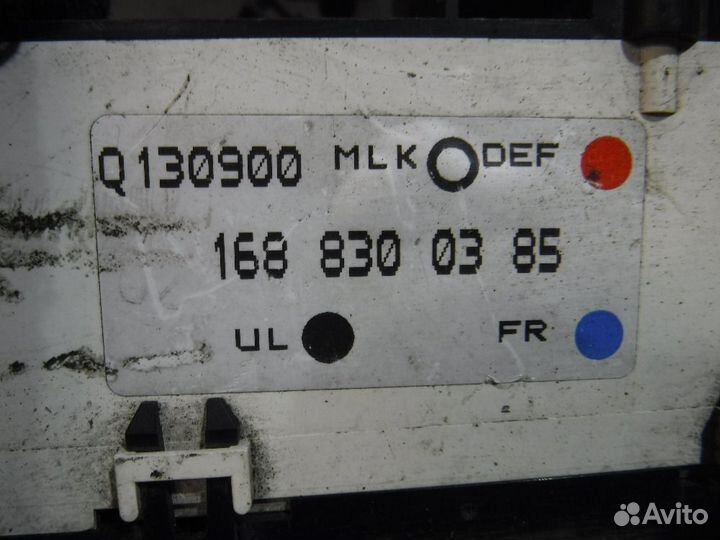 Q130900 MLK DEF
168 830 03 85
UL FR
Avito